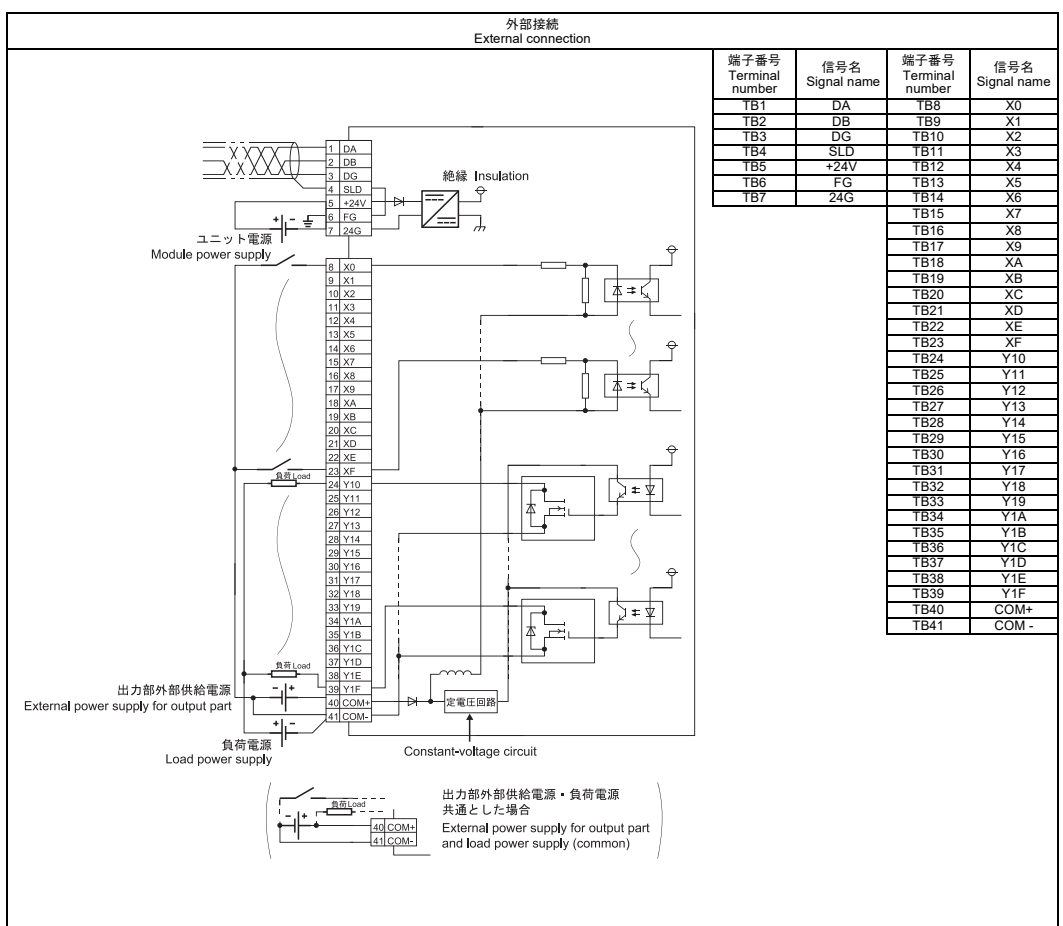 外部接続
External connection
端子番号 Terminal number 信号名 Signal name 端子番号 Terminal number 信号名 Signal name
TB1 DA TB8 X0
TB2 DB TB9 X1
TB3 DG TB10 X2
TB4 SLD TB11 X3
TB5 +24V TB12 X4
TB6 FG TB13 X5
TB7 24G TB14 X6
TB15 X7
TB16 X8
TB17 X9
TB18 XA
TB19 XB
TB20 XC
TB21 XD
TB22 XE
TB23 XF
TB24 Y10
TB25 Y11
TB26 Y12
TB27 Y13
TB28 Y14
TB29 Y15
TB30 Y16
TB31 Y17
TB32 Y18
TB33 Y19
TB34 Y1A
TB35 Y1B
TB36 Y1C
TB37 Y1D
TB38 Y1E
TB39 Y1F
TB40 COM+
TB41 COM -
1 DA
2 DB
3 DG
4 SLD
5 +24V
6 FG
7 24G
絶縁 Insulation
+ -
ユニット電源
Module power supply
8 X0
9 X1
10 X2
11 X3
12 X4
13 X5
14 X6
15 X7
16 X8
17 X9
18 XA
19 XB
20 XC
21 XD
22 XE
23 XF
負荷 Load
24 Y10
25 Y11
26 Y12
27 Y13
28 Y14
29 Y15
30 Y16
31 Y17
32 Y18
33 Y19
34 Y1A
35 Y1B
36 Y1C
37 Y1D
負荷 Load
38 Y1E
39 Y1F
40 COM+
41 COM-
- +
出力部外部供給電源
External power supply for output part
+ -
負荷電源
Load power supply
定電圧回路
Constant-voltage circuit
負荷 Load
- +
40 COM+
41 COM-
出力部外部供給電源・負荷電源
共通とした場合
External power supply for output part
and load power supply (common)